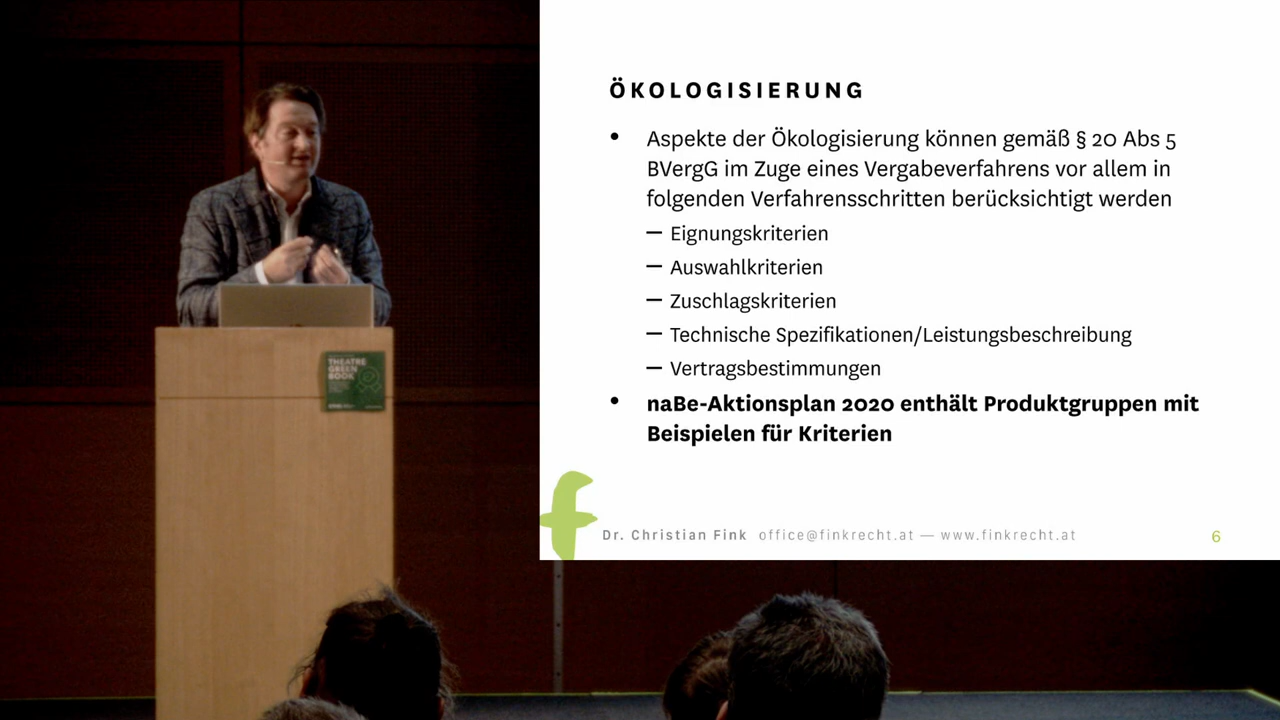 ÖKOLOGISIERUNG
• Aspekte der Ökologisierung können gemäß § 20 Abs 5
BVergG im Zuge eines Vergabeverfahrens vor allem in
folgenden Verfahrensschritten berücksichtigt werden
— Eignungskriterien
— Auswahlkriterien
— Zuschlagskriterien
— Technische Spezifikationen/Leistungsbeschreibung
— Vertragsbestimmungen
• naBe-Aktionsplan 2020 enthält Produktgruppen mit
Beispielen für Kriterien
f
Dr. Christian Fink office@finkrecht.at — www.finkrecht.at
6
THEATRE
GREEN
BOOK